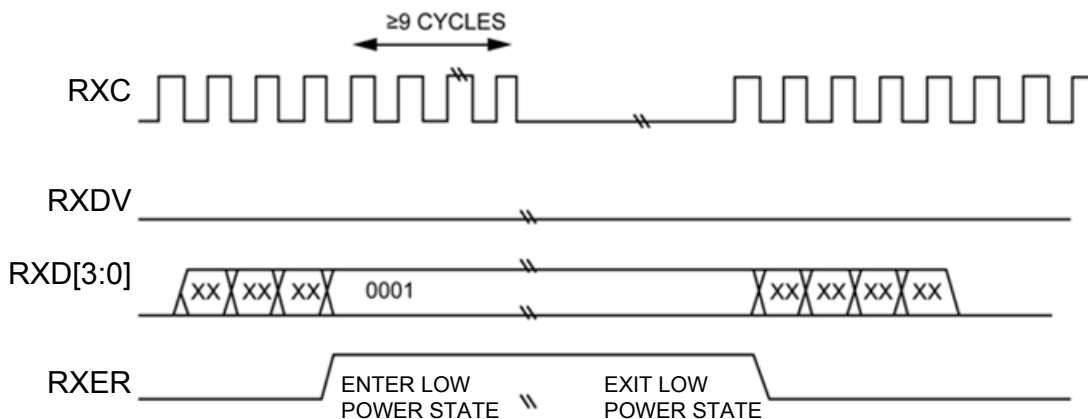 ≥9 CYCLES
RXC
RXDV
RXD[3:0]
XX XX XX 0001 XX XX XX XX
RXER
ENTER LOW
POWER STATE
EXIT LOW
POWER STATE